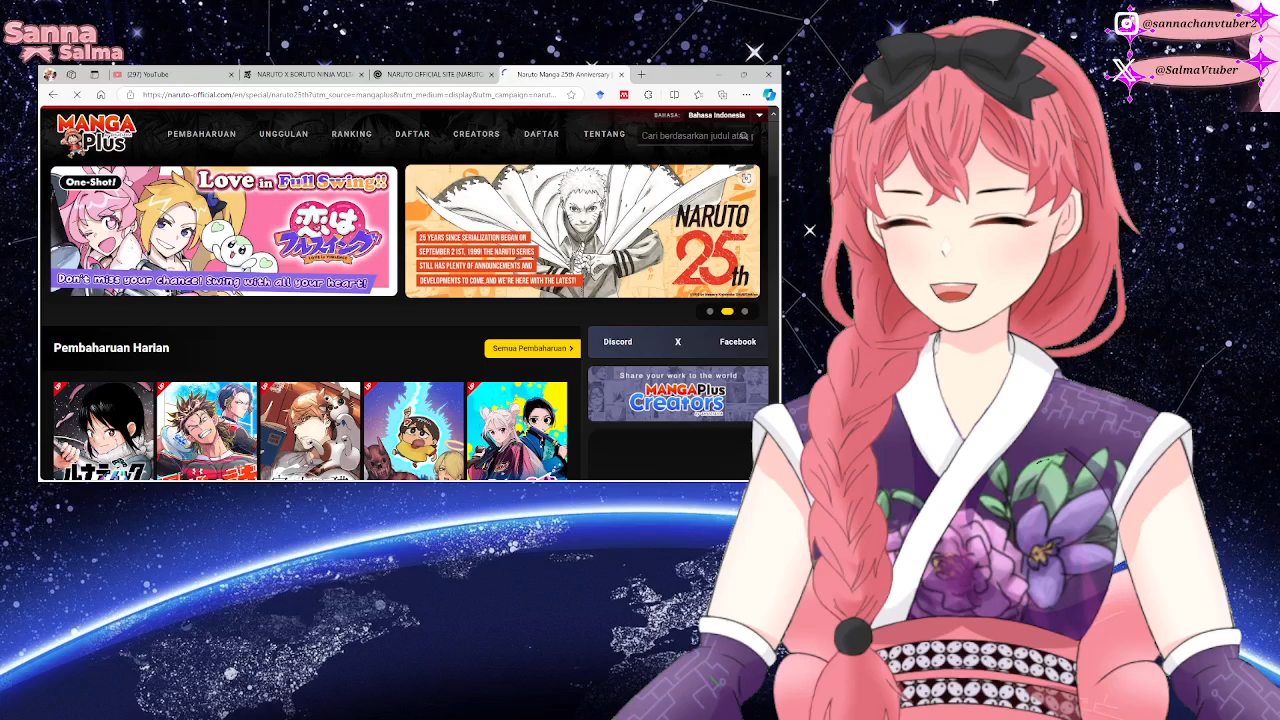 Sanna
Salma
@sannachanvtuber2
@SalmaVtuber
(297) YouTube
NARUTO X BORUTO NINJA VOLT
NARUTO OFFICIAL SITE (NARUTO
Naruto Manga 25th Anniversary |
https://naruto-official.com/en/special/naruto25th?utm_source=mangaplus&utm_medium=display&utm_campaign=narut...
BAHASA: Bahasa Indonesia
MANGA
Plus
PEMBAHARUAN
UNGGULAN
RANKING
DAFTAR
CREATORS
DAFTAR
TENTANG
Cari berdasarkan judul atau p
One-Shot!
Love in Full Swing!!
恋は
フルスイング
Don't miss your chance! Swing with all your heart!
25 YEARS SINCE SERIALIZATION BEGAN ON
SEPTEMBER 21ST, 1999! THE NARUTO SERIES
STILL HAS PLENTY OF ANNOUNCEMENTS AND
DEVELOPMENTS TO COME, AND WE'RE HERE WITH THE LATEST!
NARUTO
25th
Pembaharuan Harian
Semua Pembaharuan
Discord
X
Facebook
Share your work to the world
MANGA Plus
Creators
UP
UP
UP
UP
UP